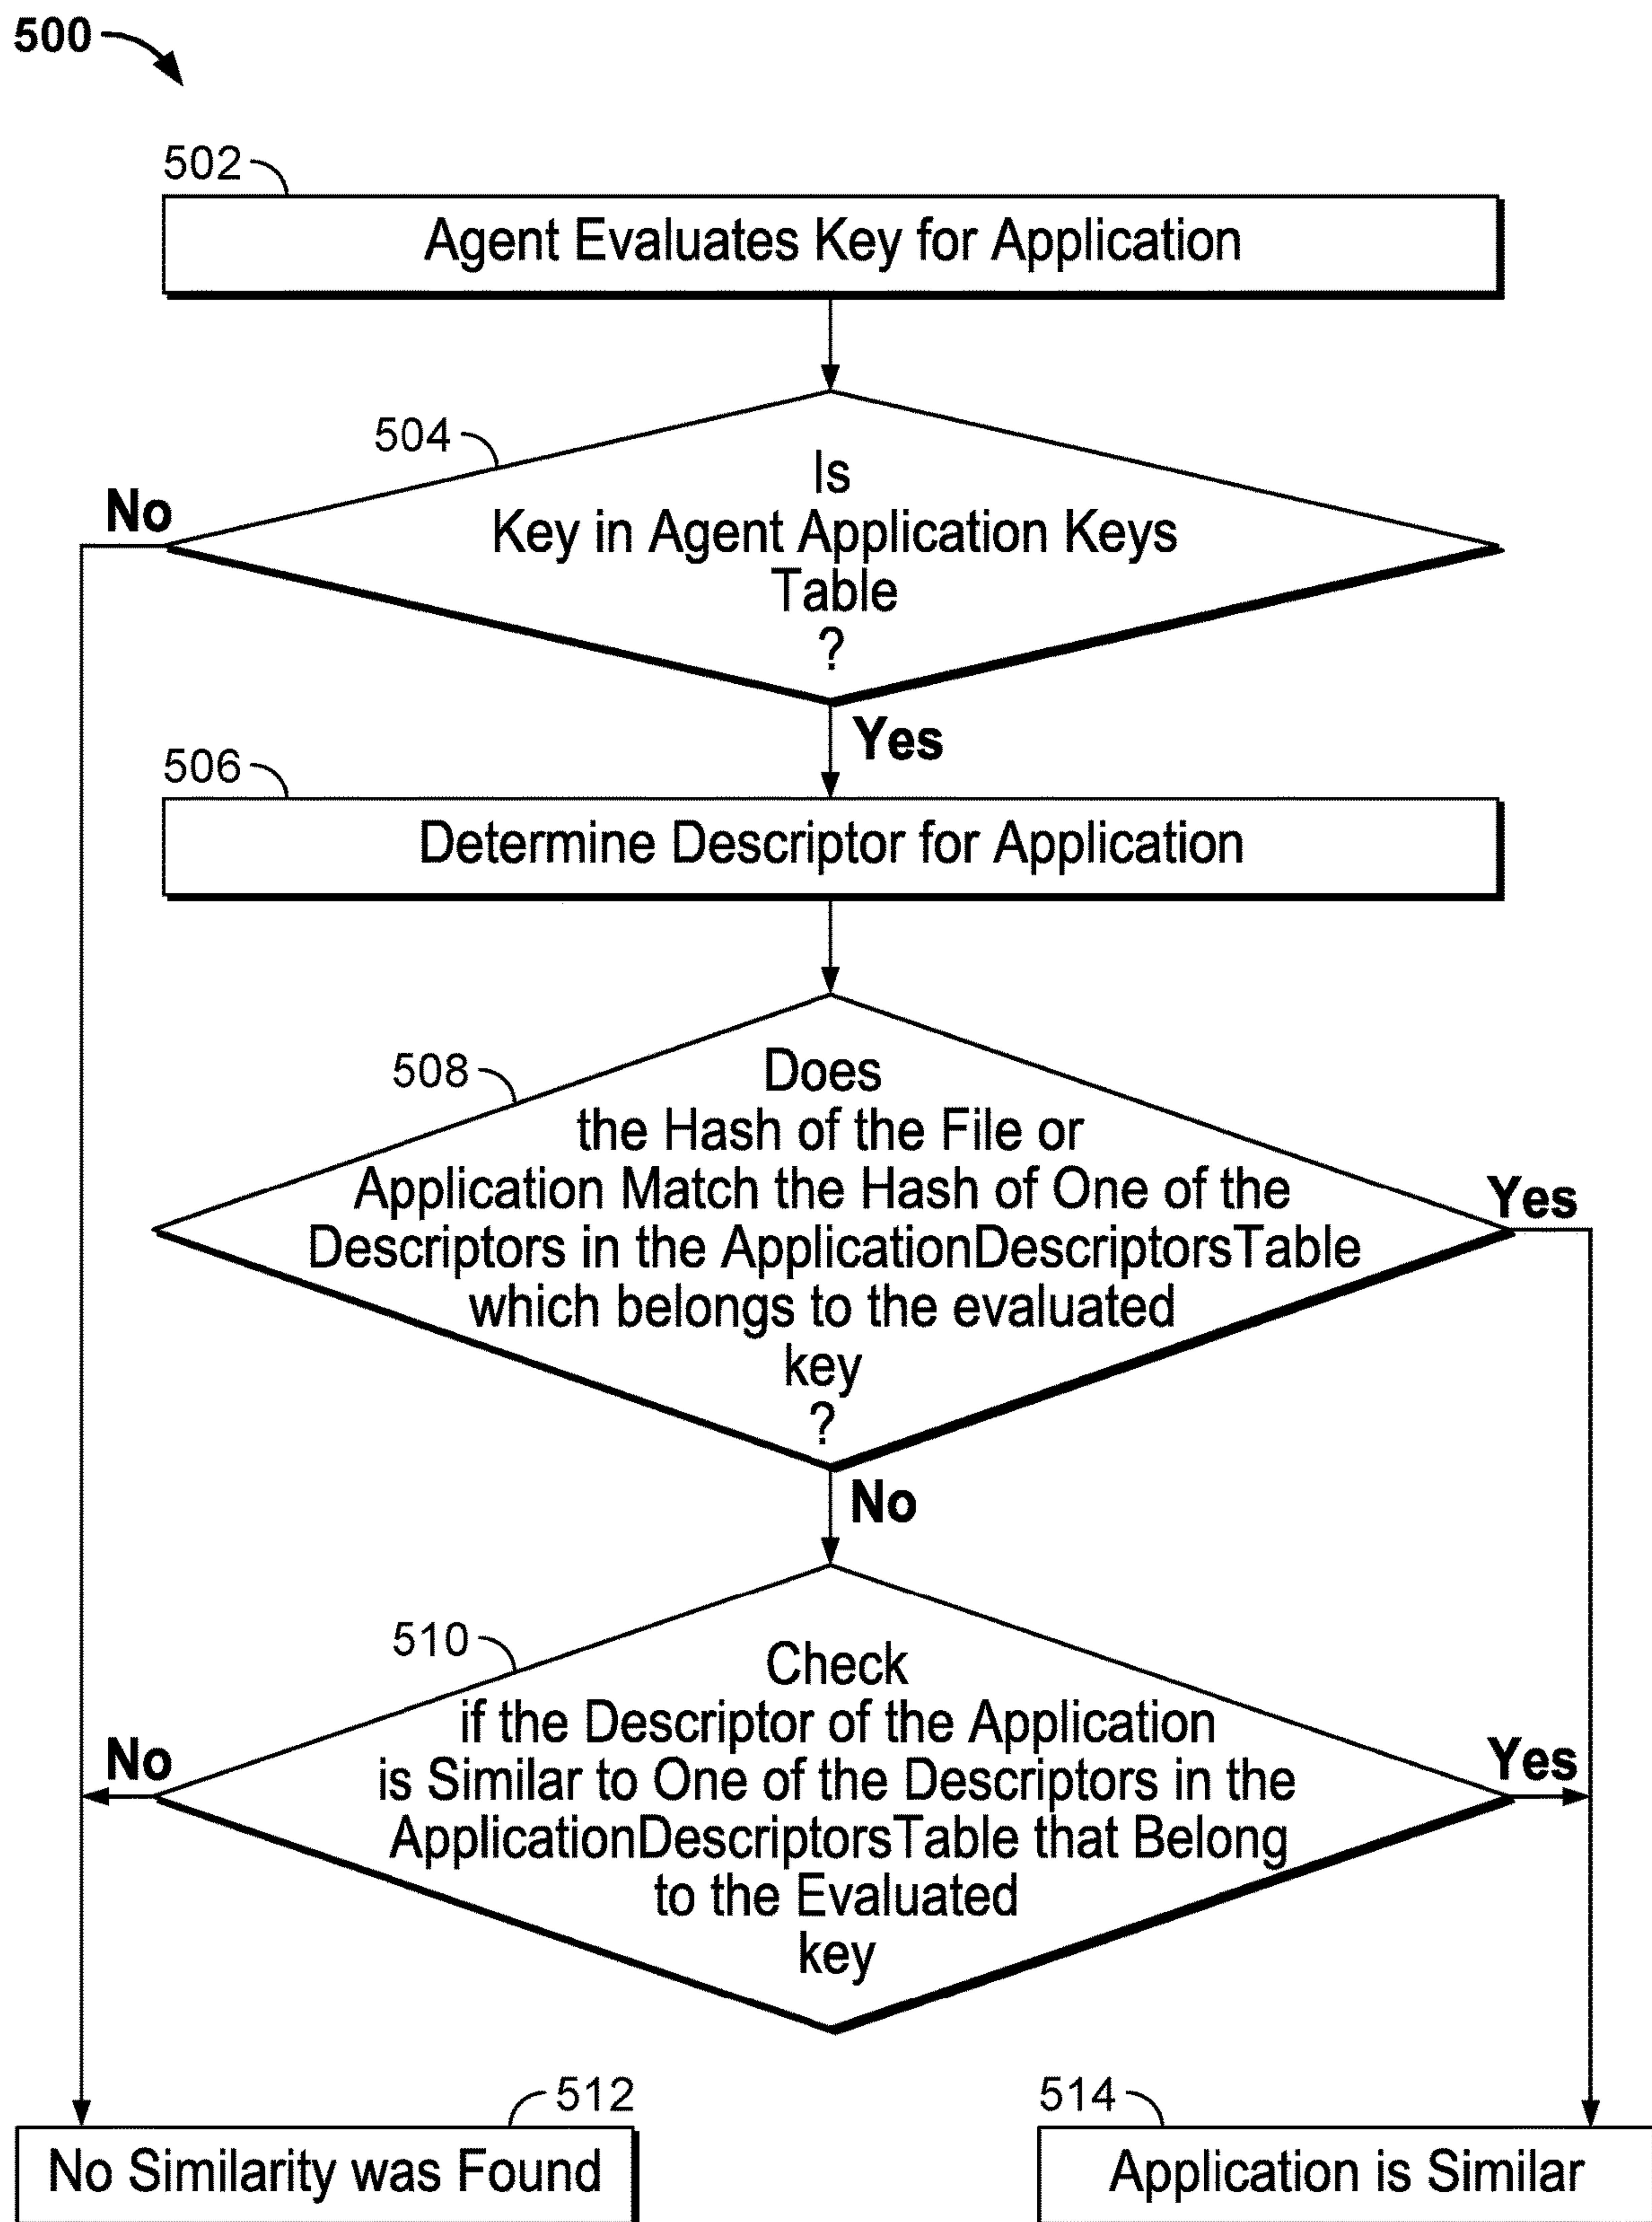 500
502
Agent Evaluates Key for Application
504
Is
Key in Agent Application Keys
Table
?
No
Yes
506
Determine Descriptor for Application
508
Does
the Hash of the File or
Application Match the Hash of One of the
Descriptors in the ApplicationDescriptorsTable
which belongs to the evaluated
key
?
Yes
No
510
Check
if the Descriptor of the Application
is Similar to One of the Descriptors in the
ApplicationDescriptorsTable that Belong
to the Evaluated
key
No
Yes
512
No Similarity was Found
514
Application is Similar